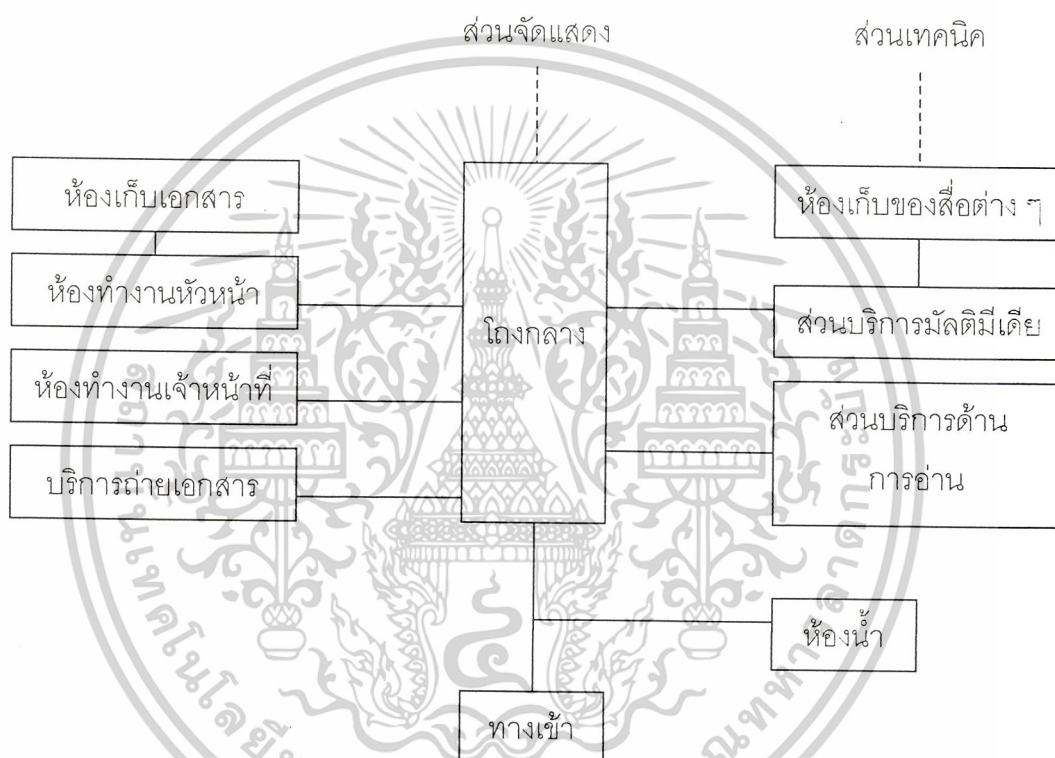 ส่วนจัดแสดง
ส่วนเทคนิค
ห้องเก็บเอกสาร
ห้องเก็บของสื่อต่าง ๆ
ห้องทำงานหัวหน้า
โถงกลาง
ส่วนบริการมัลติมีเดีย
ห้องทำงานเจ้าหน้าที่
ส่วนบริการด้าน
การอ่าน
บริการถ่ายเอกสาร
ห้องน้ำ
ทางเข้า